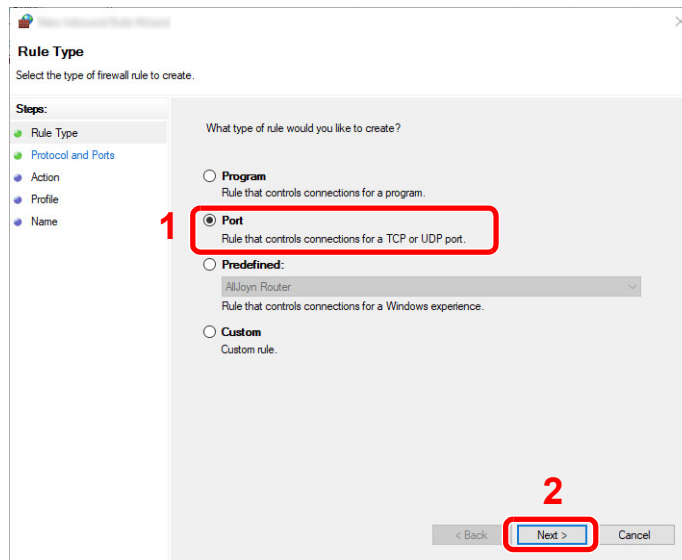 Rule Type
Select the type of firewall rule to create.
Steps:
Rule Type
Protocol and Ports
Action
Profile
Name
What type of rule would you like to create?
Program
Rule that controls connections for a program.
1
Port
Rule that controls connections for a TCP or UDP port.
Predefined:
AllJoyn Router
Rule that controls connections for a Windows experience.
Custom
Custom rule.
2
< Back
Next >
Cancel